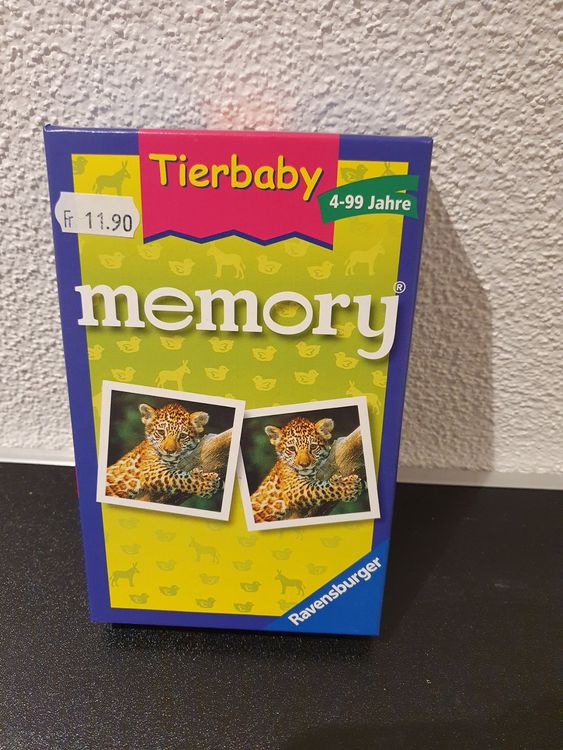 Tierbaby
4-99 Jahre
Fr 11.90
memory®
Ravensburger